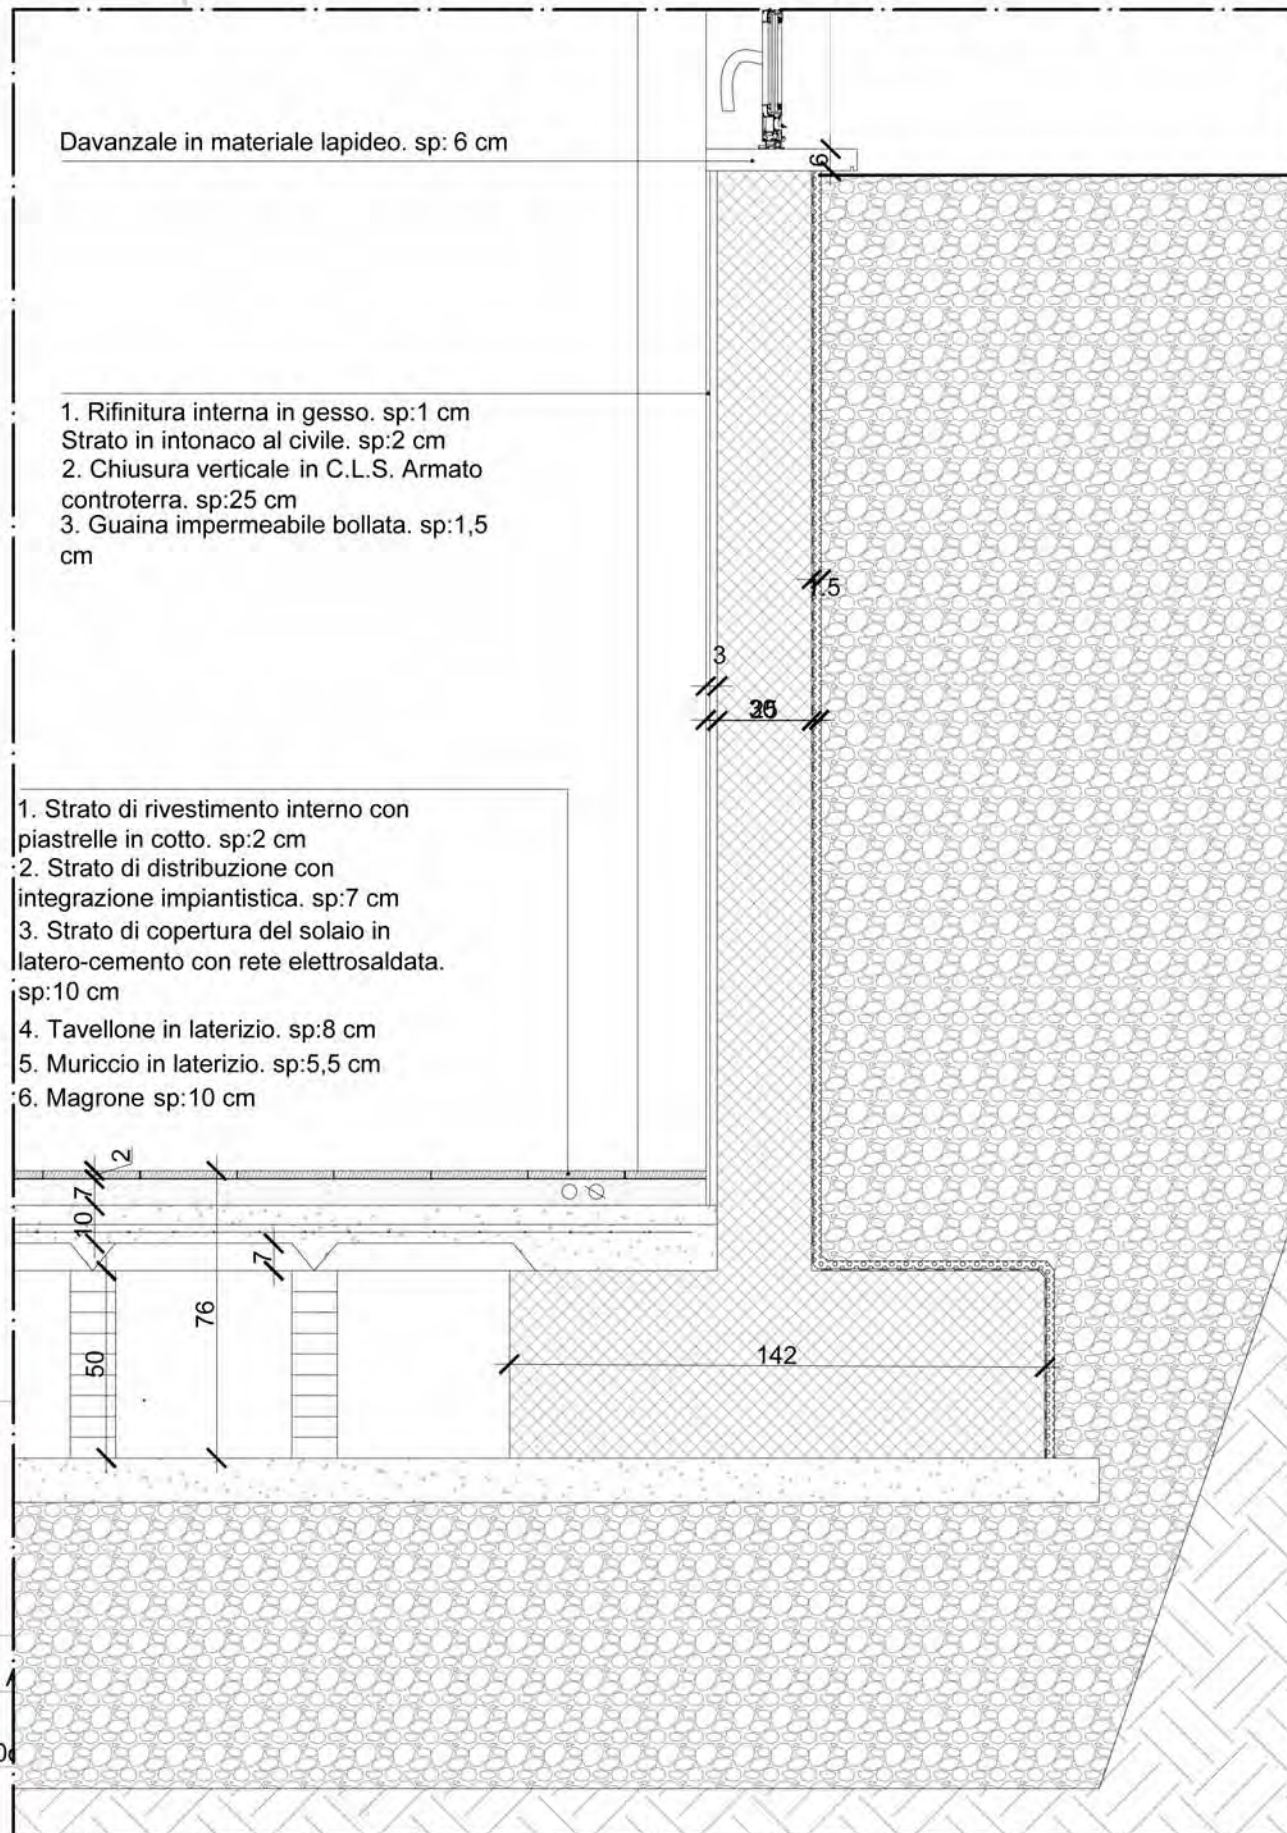 Davanzale in materiale lapideo. sp: 6 cm
6
1. Rifinitura interna in gesso. sp:1 cm
Strato in intonaco al civile. sp:2 cm
2. Chiusura verticale in C.L.S. Armato
controterra. sp:25 cm
3. Guaina impermeabile bollata. sp:1,5
cm
1.5
3
1. Strato di rivestimento interno con
piastrelle in cotto. sp:2 cm
2. Strato di distribuzione con
integrazione impiantistica. sp:7 cm
3. Strato di copertura del solaio in
latero-cemento con rete elettrosaldata.
sp:10 cm
4. Tavellone in laterizio. sp:8 cm
5. Muriccio in laterizio. sp:5,5 cm
6. Magrone sp:10 cm
2
7
10
7
76
50
142